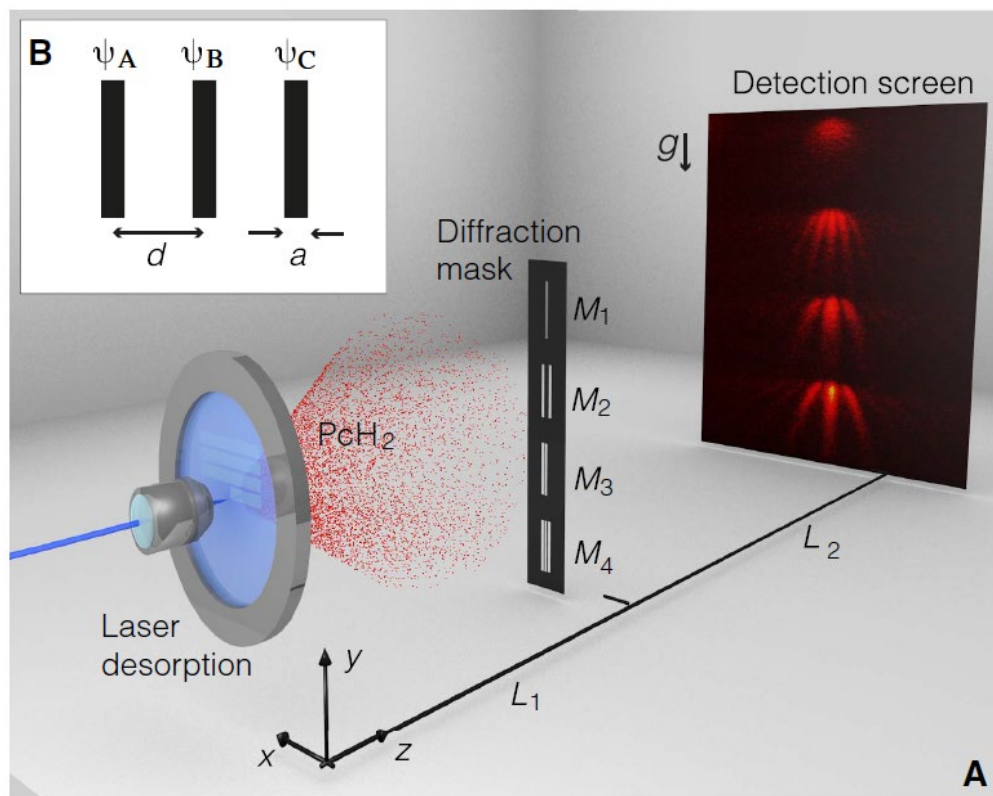 B
ψA
ψB
ψC
d
a
Detection screen
g
Diffraction
mask
M1
M2
M3
M4
PcH2
Laser
desorption
L2
L1
y
x
z
A